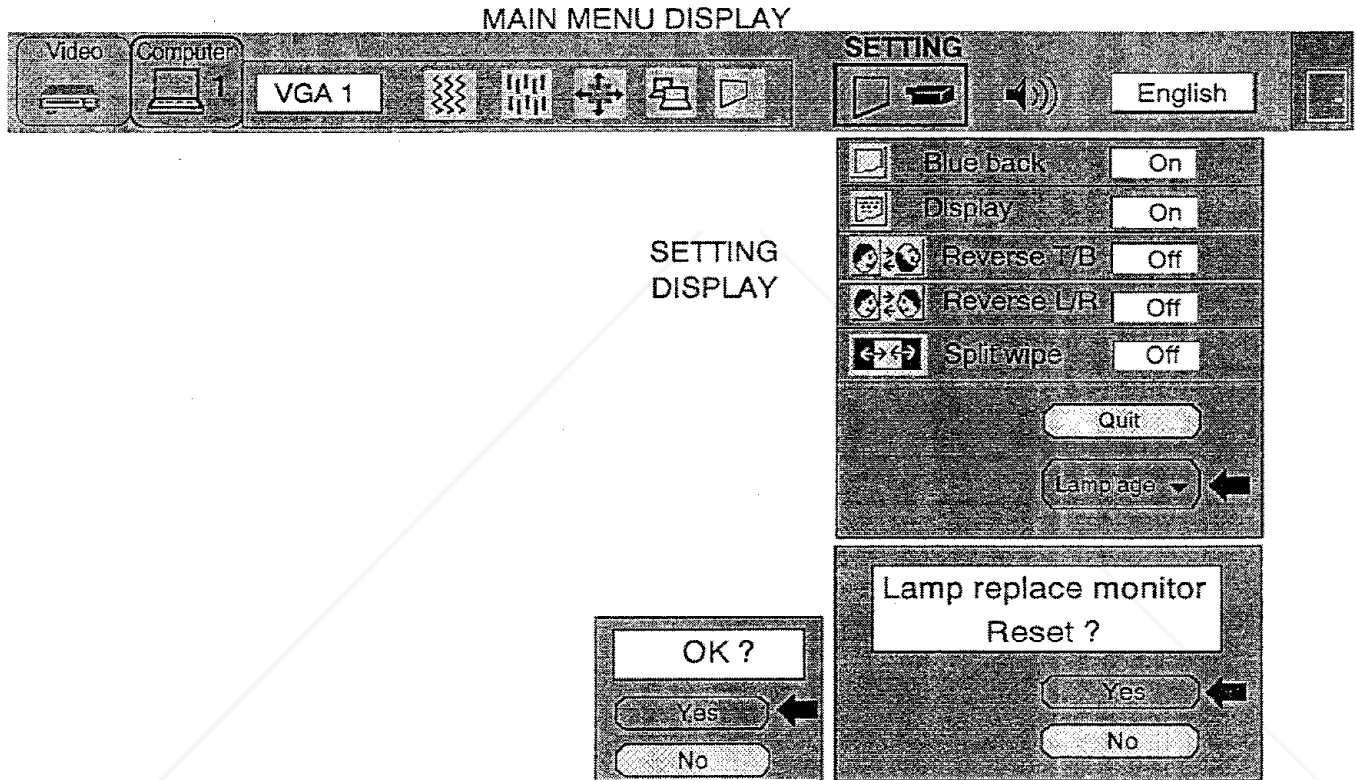 MAIN MENU DISPLAY
Video
Computer
1
VGA 1
SETTING
English
Blue back On
Display On
SETTING
DISPLAY
Reverse T/B Off
Reverse L/R Off
Split wipe Off
Quit
Lamp age
Lamp replace monitor
Reset ?
Yes
No
OK ?
Yes
No